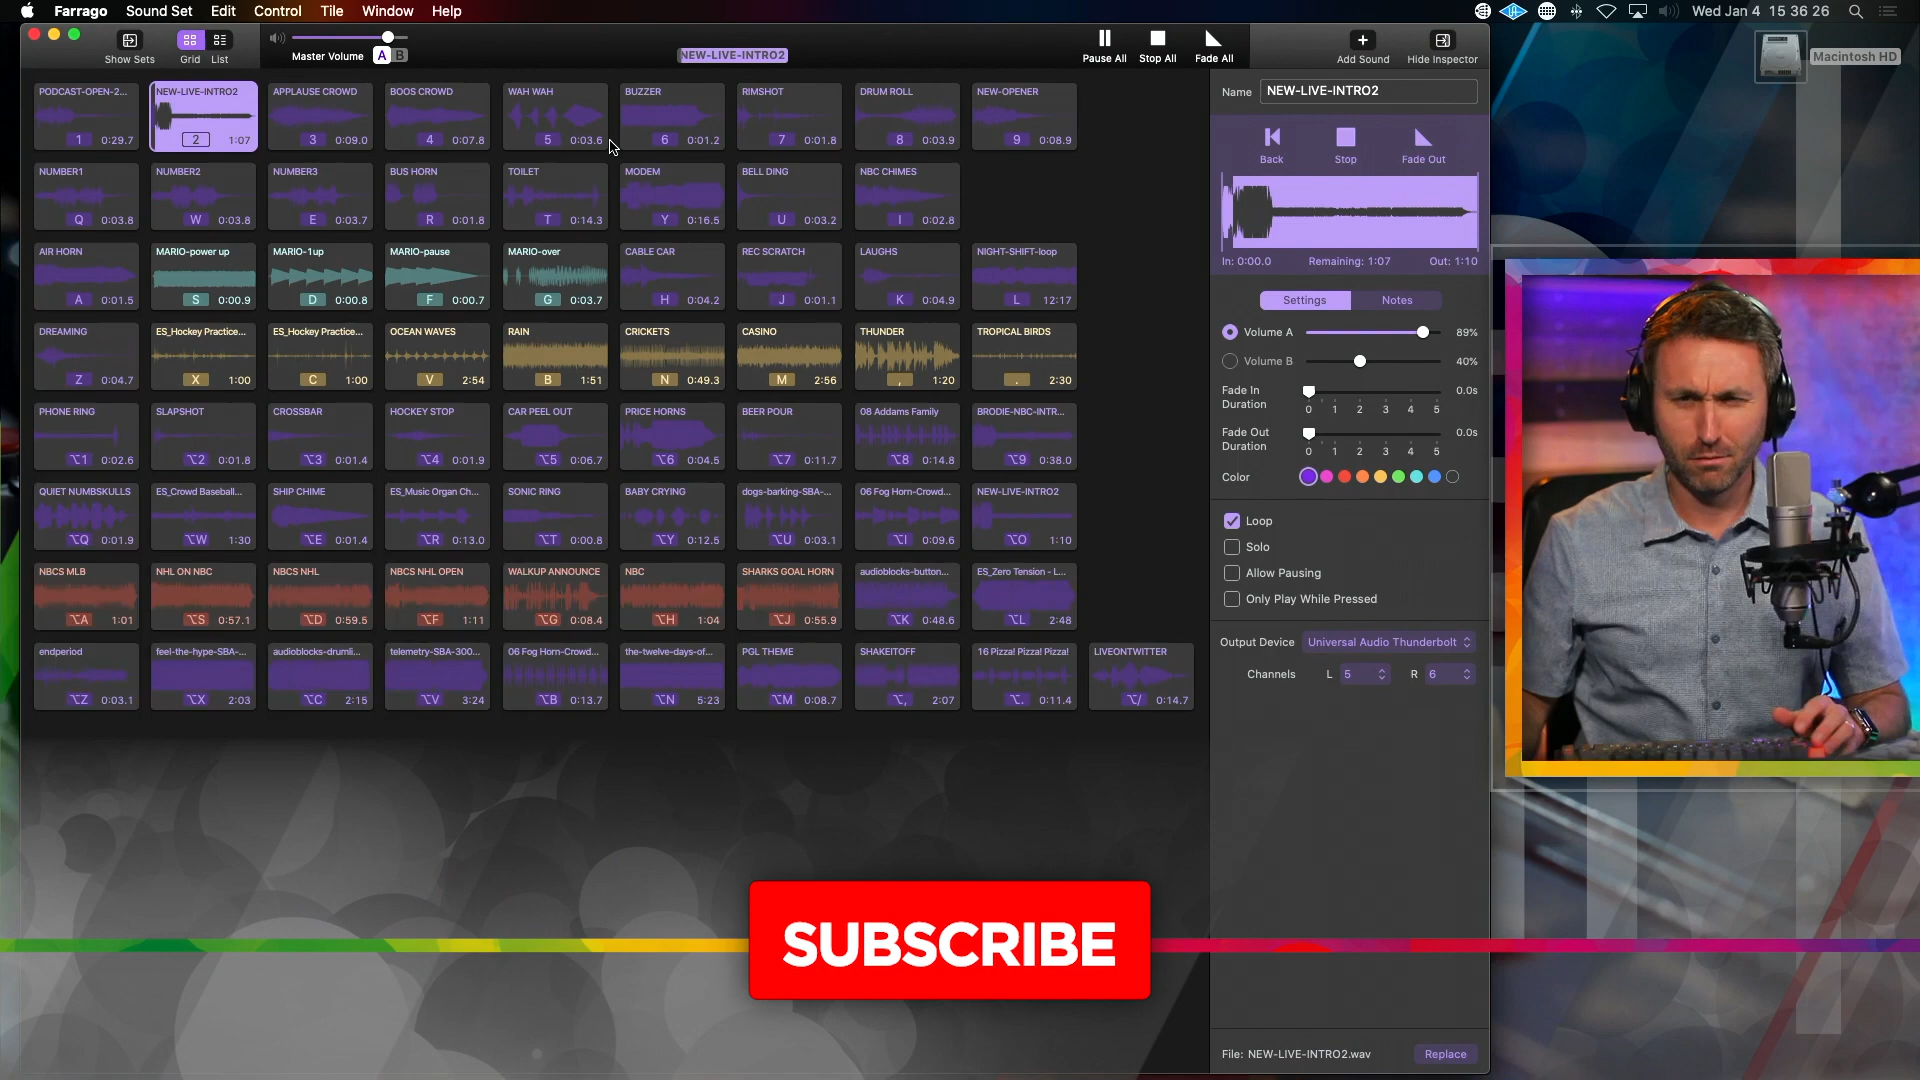 Farrago Sound Set Edit Control Tile Window Help Wed Jan 4 15 36 26
Show Sets Grid List Master Volume A B NEW-LIVE-INTRO2 Pause All Stop All Fade All Add Sound Hide Inspector
Macintosh HD
PODCAST-OPEN-2... NEW-LIVE-INTRO2 APPLAUSE CROWD BOOS CROWD WAH WAH BUZZER RIMSHOT DRUM ROLL NEW-OPENER
1 0:29.7 2 1:07 3 0:09.0 4 0:07.8 5 0:03.6 6 0:01.2 7 0:01.8 8 0:03.9 9 0:08.9
NUMBER1 NUMBER2 NUMBER3 BUS HORN TOILET MODEM BELL DING NBC CHIMES
Q 0:03.8 W 0:03.8 E 0:03.7 R 0:01.8 T 0:14.3 Y 0:16.5 U 0:03.2 I 0:02.8
AIR HORN MARIO-power up MARIO-1up MARIO-pause MARIO-over CABLE CAR REC SCRATCH LAUGHS NIGHT-SHIFT-loop
A 0:01.5 S 0:00.9 D 0:00.8 F 0:00.7 G 0:03.7 H 0:04.2 J 0:01.1 K 0:04.9 L 12:17
DREAMING ES_Hockey Practice... ES_Hockey Practice... OCEAN WAVES RAIN CRICKETS CASINO THUNDER TROPICAL BIRDS
Z 0:04.7 X 1:00 C 1:00 V 2:54 B 1:51 N 0:49.3 M 2:56 , 1:20 . 2:30
PHONE RING SLAPSHOT CROSSBAR HOCKEY STOP CAR PEEL OUT PRICE HORNS BEER POUR 08 Addams Family BRODIE-NBC-INTR...
⌥1 0:02.6 ⌥2 0:01.8 ⌥3 0:01.4 ⌥4 0:01.9 ⌥5 0:06.7 ⌥6 0:04.5 ⌥7 0:11.7 ⌥8 0:14.8 ⌥9 0:38.0
QUIET NUMBSKULLS ES_Crowd Baseball... SHIP CHIME ES_Music Organ Ch... SONIC RING BABY CRYING dogs-barking-SBA-... 06 Fog Horn-Crowd... NEW-LIVE-INTRO2
⌥Q 0:01.9 ⌥W 1:30 ⌥E 0:01.4 ⌥R 0:13.0 ⌥T 0:00.8 ⌥Y 0:12.5 ⌥U 0:03.1 ⌥I 0:09.6 ⌥O 1:10
NBCS MLB NHL ON NBC NBCS NHL NBCS NHL OPEN WALKUP ANNOUNCE NBC SHARKS GOAL HORN audioblocks-button... ES_Zero Tension - L...
⌥A 1:01 ⌥S 0:57.1 ⌥D 0:59.5 ⌥F 1:11 ⌥G 0:08.4 ⌥H 1:04 ⌥J 0:55.9 ⌥K 0:48.6 ⌥L 2:48
endperiod feel-the-hype-SBA-... audioblocks-drumli... telemetry-SBA-300... 06 Fog Horn-Crowd... the-twelve-days-of... PGL THEME SHAKEITOFF 16 Pizza! Pizza! Pizza! LIVEONTWITTER
⌥Z 0:03.1 ⌥X 2:03 ⌥C 2:15 ⌥V 3:24 ⌥B 0:13.7 ⌥N 5:23 ⌥M 0:08.7 ⌥, 2:07 ⌥. 0:11.4 ⌥/ 0:14.7
Name NEW-LIVE-INTRO2
Back Stop Fade Out
In: 0:00.0 Remaining: 1:07 Out: 1:10
Settings Notes
Volume A 89%
Volume B 40%
Fade In Duration 0.0s
0 1 2 3 4 5
Fade Out Duration 0.0s
0 1 2 3 4 5
Color
Loop
Solo
Allow Pausing
Only Play While Pressed
Output Device Universal Audio Thunderbolt
Channels L 5 R 6
SUBSCRIBE
File: NEW-LIVE-INTRO2.wav Replace